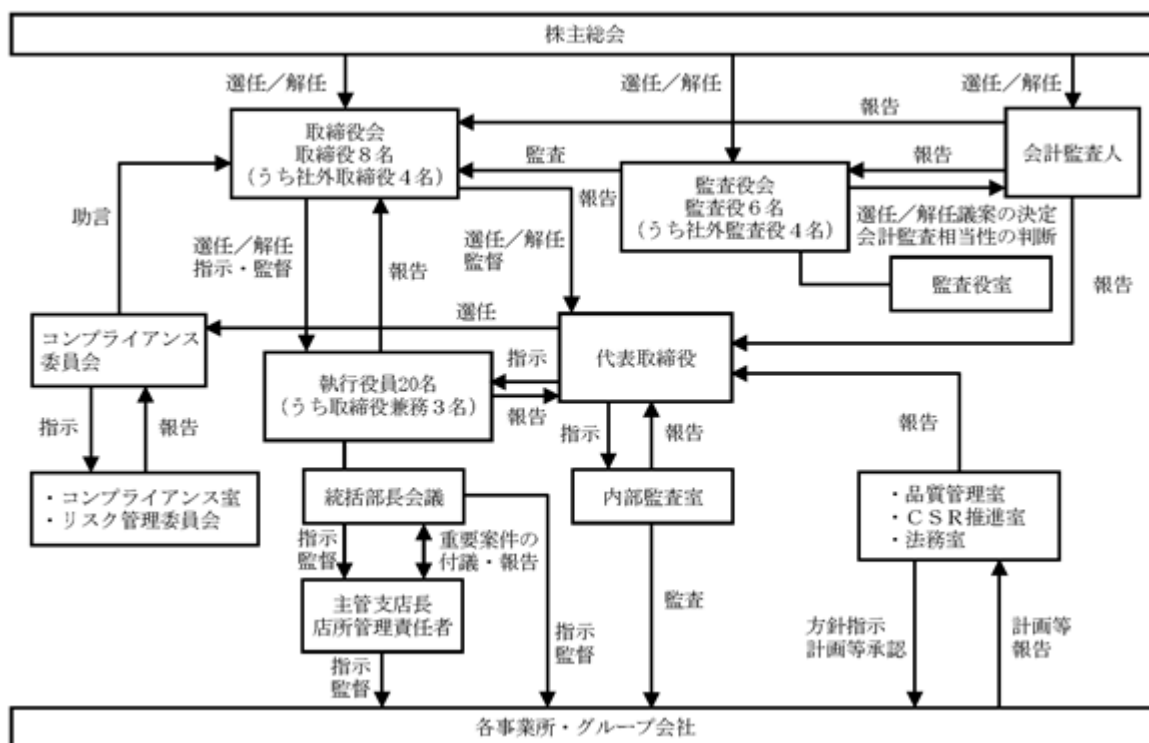 株主総会
選任／解任
選任／解任
選任／解任
取締役会
取締役８名
（うち社外取締役４名）
報告
会計監査人
監査
報告
監査役会
監査役６名
（うち社外監査役４名）
報告
選任／解任議案の決定
会計監査相当性の判断
助言
選任／解任
指示・監督
報告
選任／解任
監督
監査役室
報告
選任
コンプライアンス
委員会
代表取締役
執行役員20名
（うち取締役兼務３名）
指示
報告
指示
報告
指示
報告
報告
・コンプライアンス室
・リスク管理委員会
統括部長会議
内部監査室
・品質管理室
・ＣＳＲ推進室
・法務室
指示
監督
重要案件の
付議・報告
主管支店長
店所管理責任者
監査
指示
監督
方針指示
計画等承認
計画等
報告
指示
監督
各事業所・グループ会社